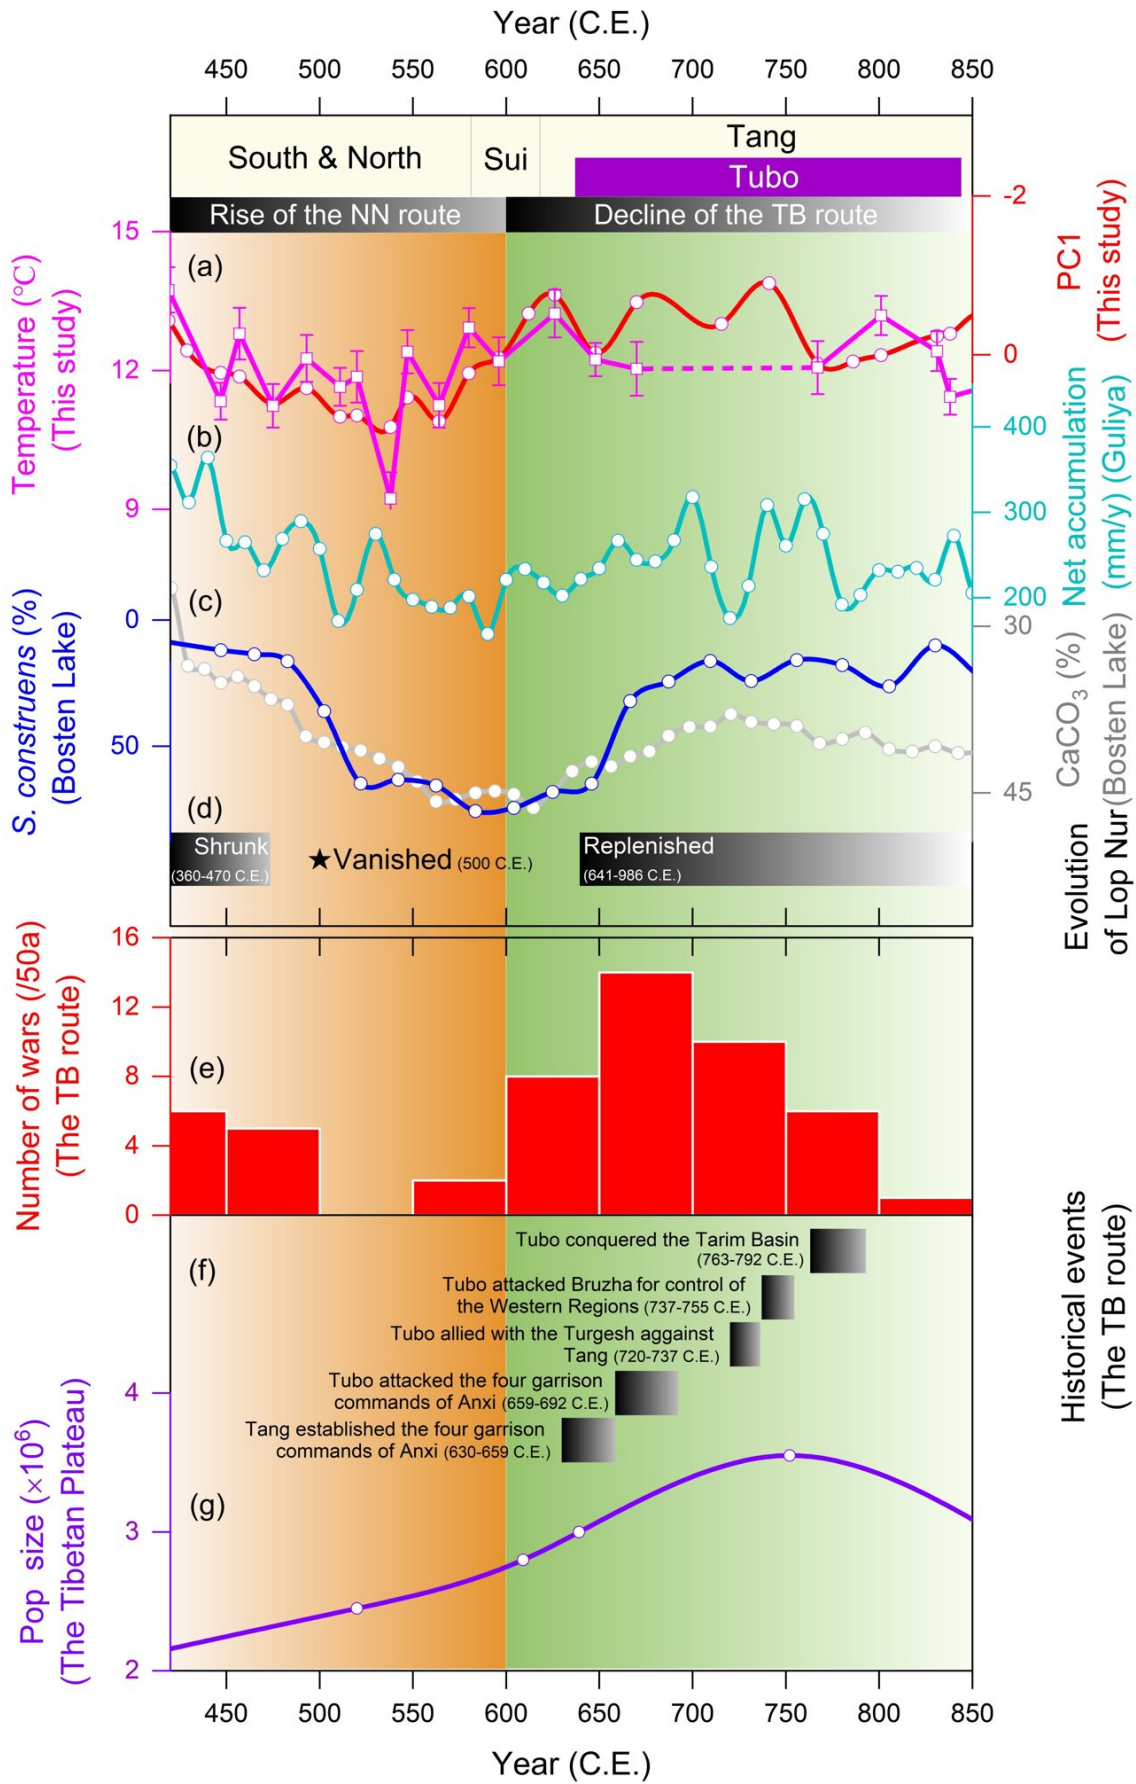 Year (C.E.)
450 500 550 600 650 700 750 800 850
South & North
Sui
Tang
Tubo
Rise of the NN route
Decline of the TB route
(a)
15
12
9
Temperature (°C)
(This study)
-2
0
PC1
(This study)
(b)
400
300
200
Net accumulation
(mm/y) (Guliya)
(c)
0
50
S. construens (%)
(Bosten Lake)
30
45
CaCO3 (%)
(Bosten Lake)
(d)
Shrunk
(360-470 C.E.)
★Vanished (500 C.E.)
Replenished
(641-986 C.E.)
Evolution
of Lop Nur
16
12
8
4
0
Number of wars (/50a)
(The TB route)
(e)
(f)
Tubo conquered the Tarim Basin
(763-792 C.E.)
Tubo attacked Bruzha for control of
the Western Regions (737-755 C.E.)
Tubo allied with the Turgesh aggainst
Tang (720-737 C.E.)
Tubo attacked the four garrison
commands of Anxi (659-692 C.E.)
Tang established the four garrison
commands of Anxi (630-659 C.E.)
Historical events
(The TB route)
(g)
4
3
2
Pop size (×10⁶)
(The Tibetan Plateau)
450 500 550 600 650 700 750 800 850
Year (C.E.)